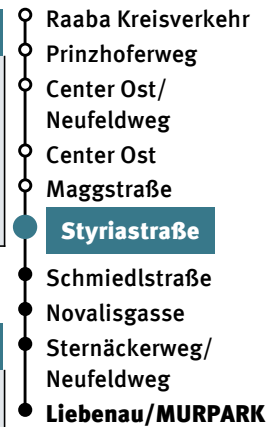 Raaba Kreisverkehr
Prinzhoferweg
Center Ost/
Neufeldweg
Center Ost
Maggstraße
Styriastraße
Schmiedlstraße
Novalisgasse
Sternäckerweg/
Neufeldweg
Liebenau/MURPARK